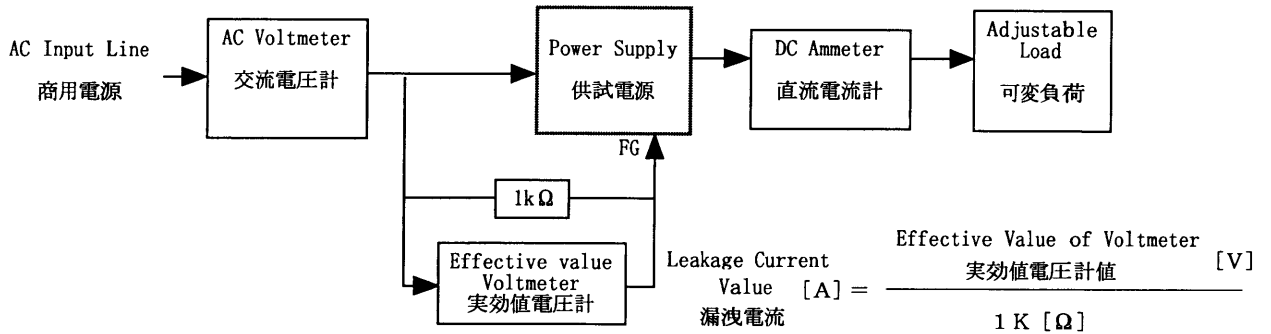 AC Input Line
商用電源
AC Voltmeter
交流電圧計
Power Supply
供試電源
DC Ammeter
直流電流計
Adjustable
Load
可変負荷
FG
1kΩ
Effective value
Voltmeter
実効値電圧計
Leakage Current
Value [A] =
漏洩電流
Effective Value of Voltmeter
実効値電圧計値
[V]
1 K [Ω]